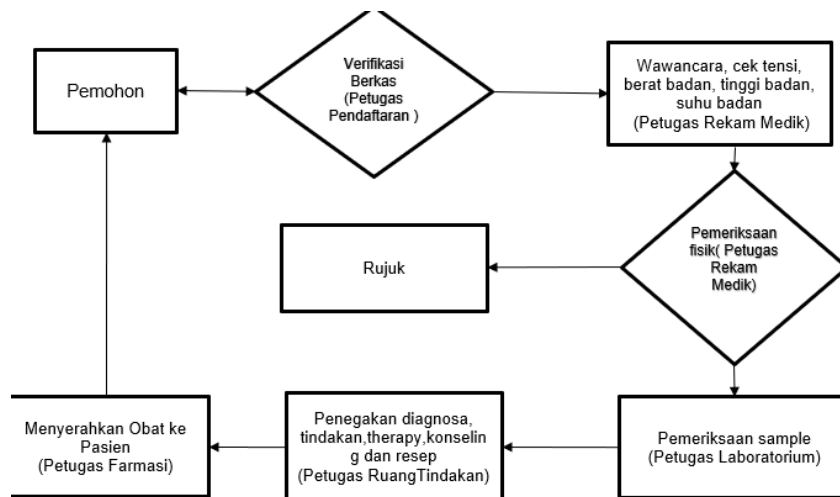 Pemohon
Verifikasi
Berkas
(Petugas
Pendaftaran )
Wawancara, cek tensi,
berat badan, tinggi badan,
suhu badan
(Petugas Rekam Medik)
Rujuk
Pemeriksaan
fisik( Petugas
Rekam
Medik)
Menyerahkan Obat ke
Pasien
(Petugas Farmasi)
Penegakan diagnosa,
tindakan,therapy,konselin
g dan resep
(Petugas RuangTindakan)
Pemeriksaan sample
(Petugas Laboratorium)